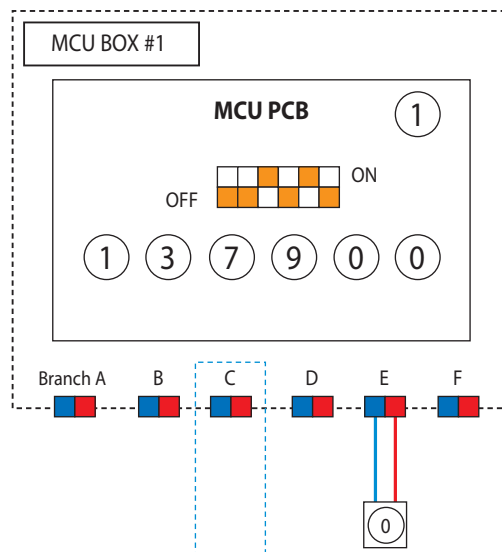 MCU BOX #1
MCU PCB
1
ON
OFF
1 3 7 9 0 0
Branch A B C D E F
0